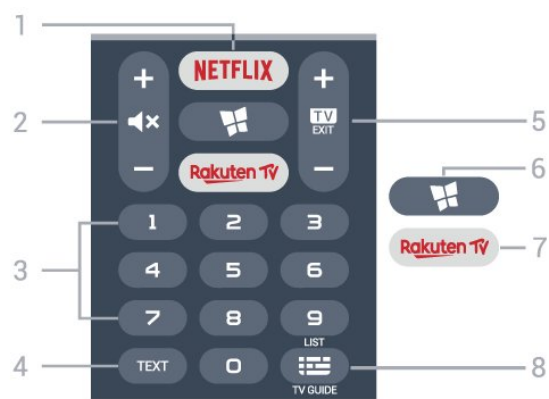 1
NETFLIX
+ +
2 TV 5
EXIT
6
- -
Rakuten TV
Rakuten TV 7
1 2 3
3 4 5 6
7 8 9
LIST
4 TEXT 0 8
TV GUIDE